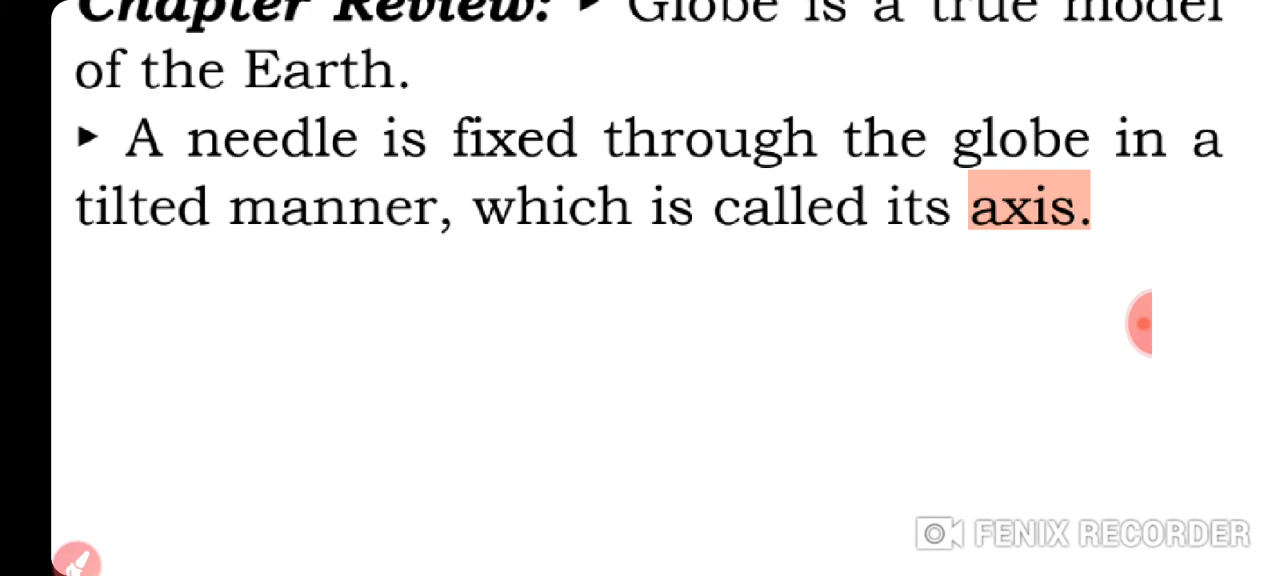 Chapter Review: ► Globe is a true model
of the Earth.
► A needle is fixed through the globe in a
tilted manner, which is called its axis.
FENIX RECORDER